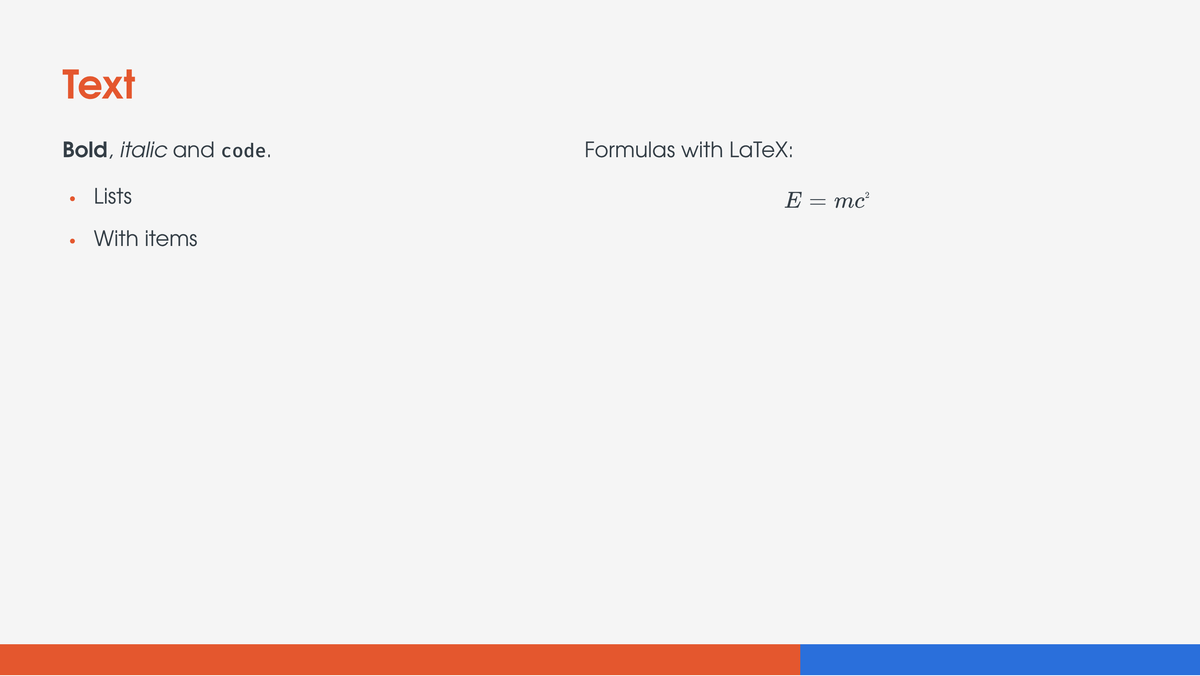 Text
Bold, italic and code.
• Lists
• With items
Formulas with LaTeX:
E = mc²